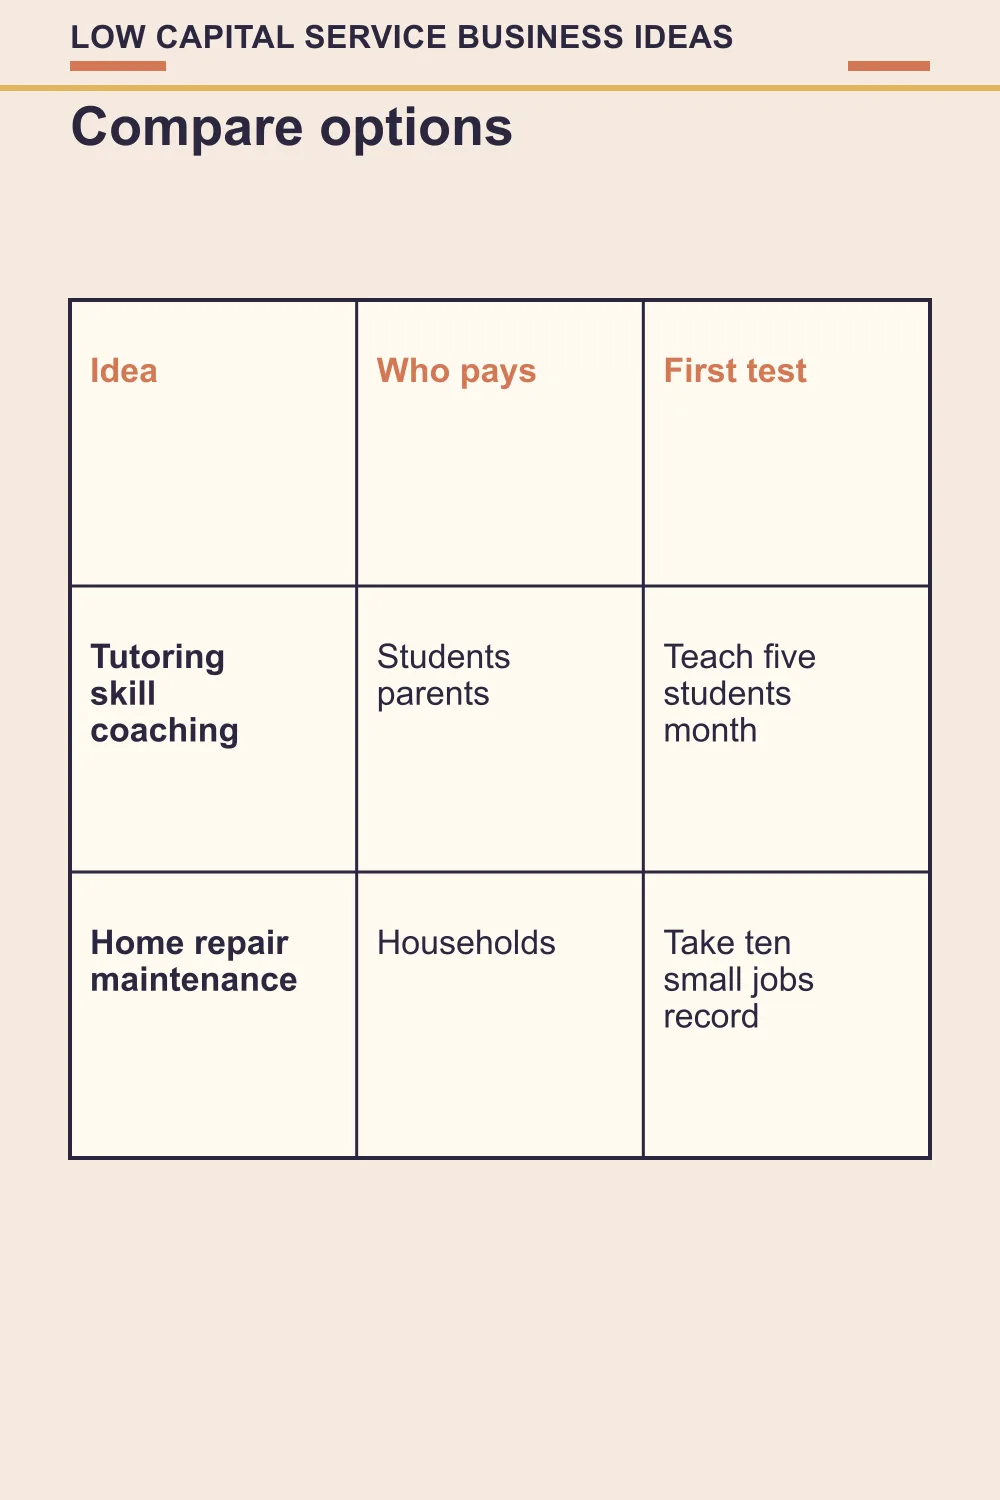 LOW CAPITAL SERVICE BUSINESS IDEAS
Compare options
Idea
Who pays
First test
Tutoring
skill
coaching
Students
parents
Teach five
students
month
Home repair
maintenance
Households
Take ten
small jobs
record